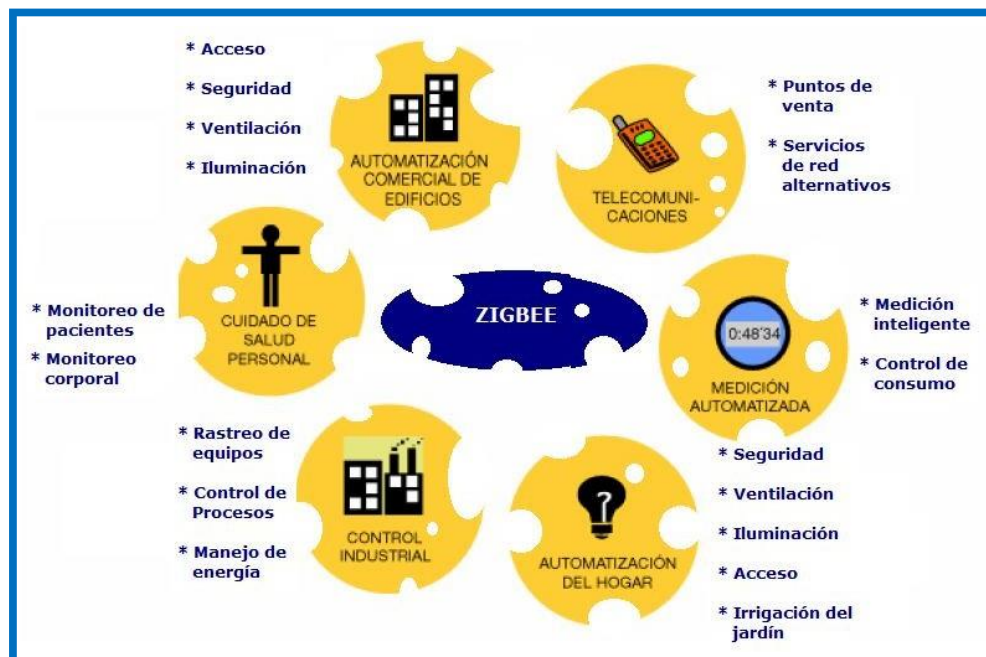 * Acceso
* Seguridad
* Ventilación
* Iluminación
AUTOMATIZACIÓN
COMERCIAL DE
EDIFICIOS
TELECOMUNI-
CACIONES
* Puntos de
venta
* Servicios
de red
alternativos
* Monitoreo de
pacientes
* Monitoreo
corporal
CUIDADO DE
SALUD
PERSONAL
ZIGBEE
0:48'34
MEDICIÓN
AUTOMATIZADA
* Medición
inteligente
* Control de
consumo
* Rastreo de
equipos
* Control de
Procesos
* Manejo de
energía
CONTROL
INDUSTRIAL
?
AUTOMATIZACIÓN
DEL HOGAR
* Seguridad
* Ventilación
* Iluminación
* Acceso
* Irrigación del
jardín